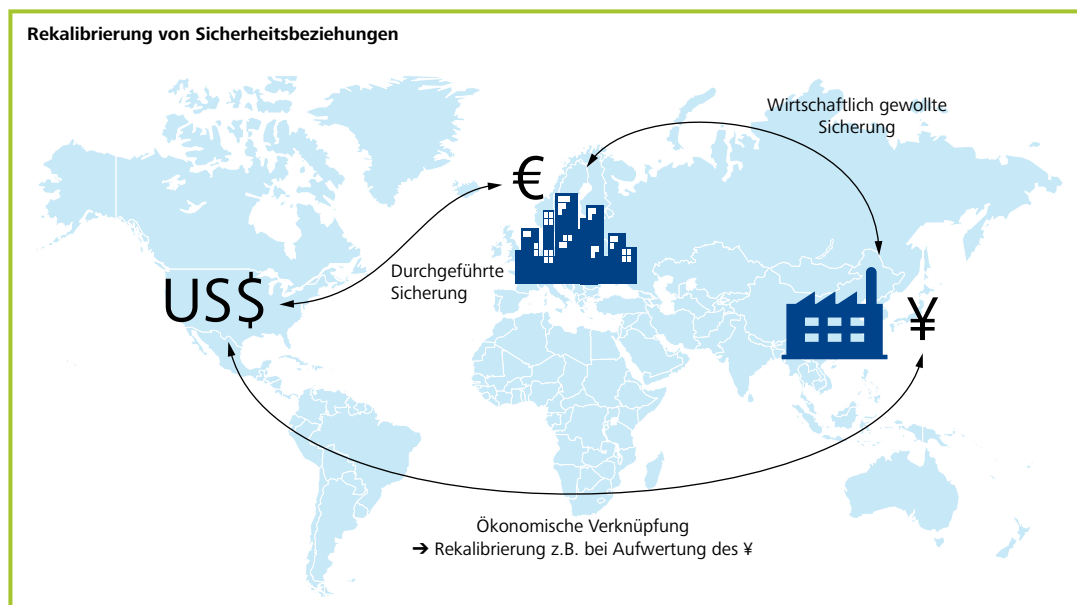 Rekalibrierung von Sicherheitsbeziehungen
Wirtschaftlich gewollte
Sicherung
€
Durchgeführte
Sicherung
US$
¥
Ökonomische Verknüpfung
➔ Rekalibrierung z.B. bei Aufwertung des ¥